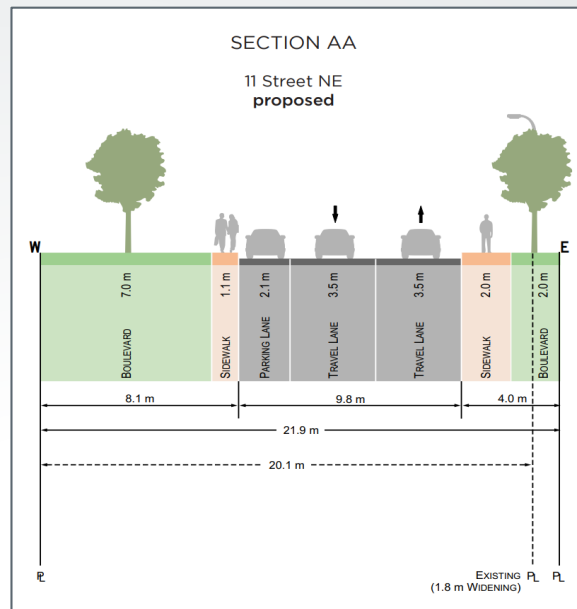 SECTION AA
11 Street NE
proposed
W
E
7.0 m
1.1 m
2.1 m
3.5 m
3.5 m
2.0 m
2.0 m
BOULEVARD
SIDEWALK
PARKING LANE
TRAVEL LANE
TRAVEL LANE
SIDEWALK
BOULEVARD
8.1 m
9.8 m
4.0 m
21.9 m
20.1 m
PL
EXISTING PL
PL
(1.8 m WIDENING)